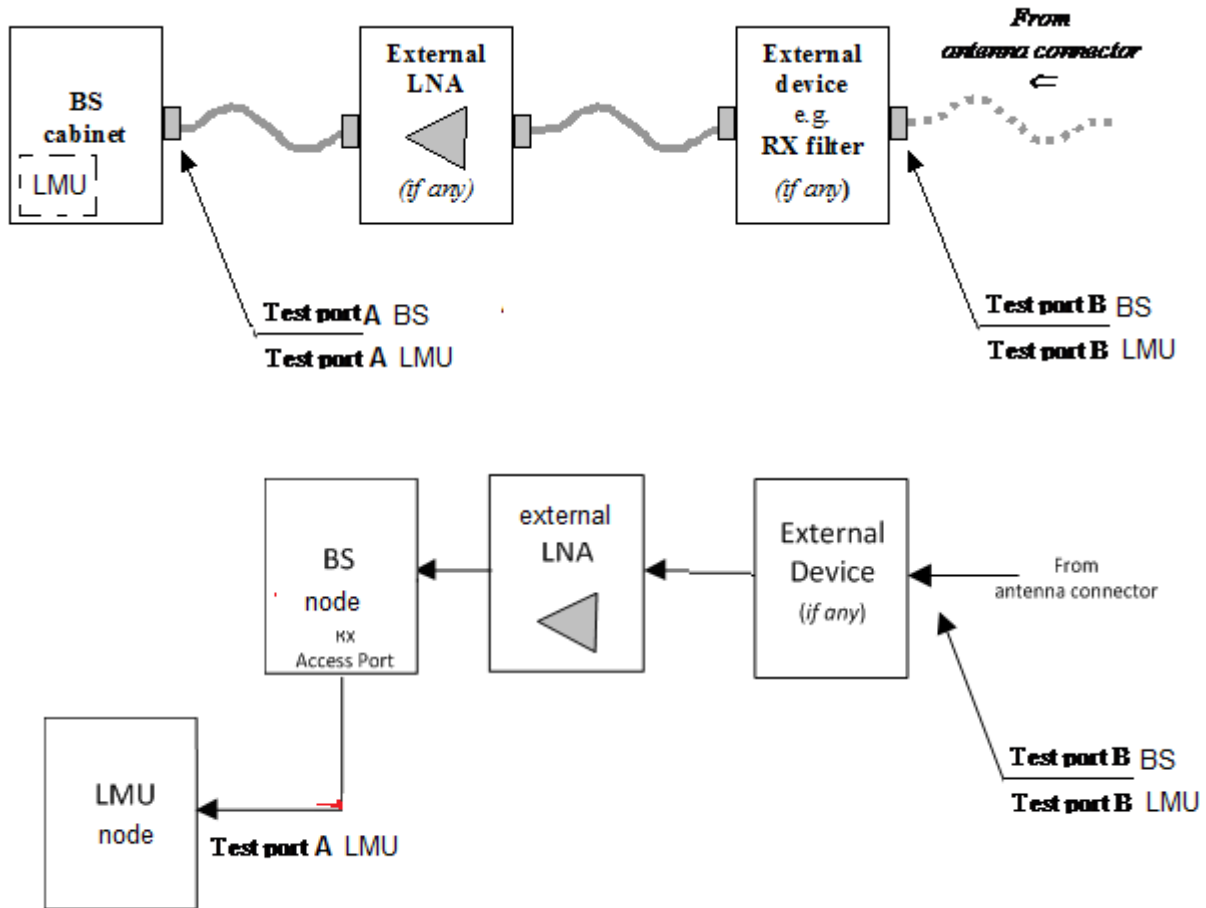 BS
cabinet
LMU
External
LNA
(if any)
External
device
e.g.
RX filter
(if any)
From
antenna connector
⇐
Test port A BS
Test port A LMU
Test port B BS
Test port B LMU
BS
node
RX
Access Port
external
LNA
External
Device
(if any)
From
antenna connector
Test port B BS
Test port B LMU
LMU
node
Test port A LMU